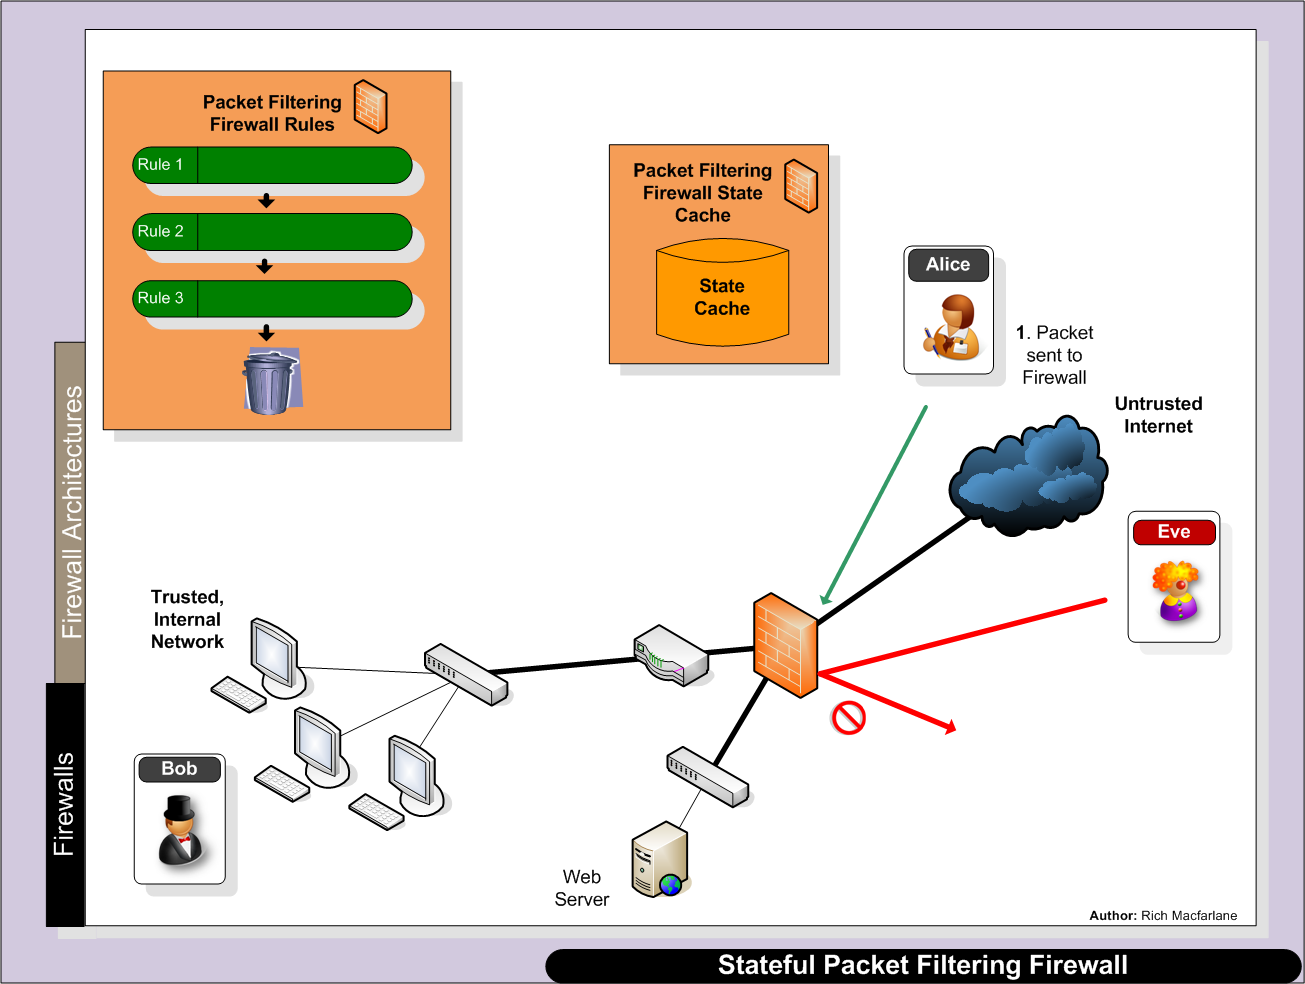 Packet Filtering
Firewall Rules
Rule 1
Rule 2
Rule 3
Packet Filtering
Firewall State
Cache
State
Cache
Alice
1. Packet
sent to
Firewall
Untrusted
Internet
Eve
Trusted,
Internal
Network
Bob
Web
Server
Firewall Architectures
Firewalls
Author: Rich Macfarlane
Stateful Packet Filtering Firewall